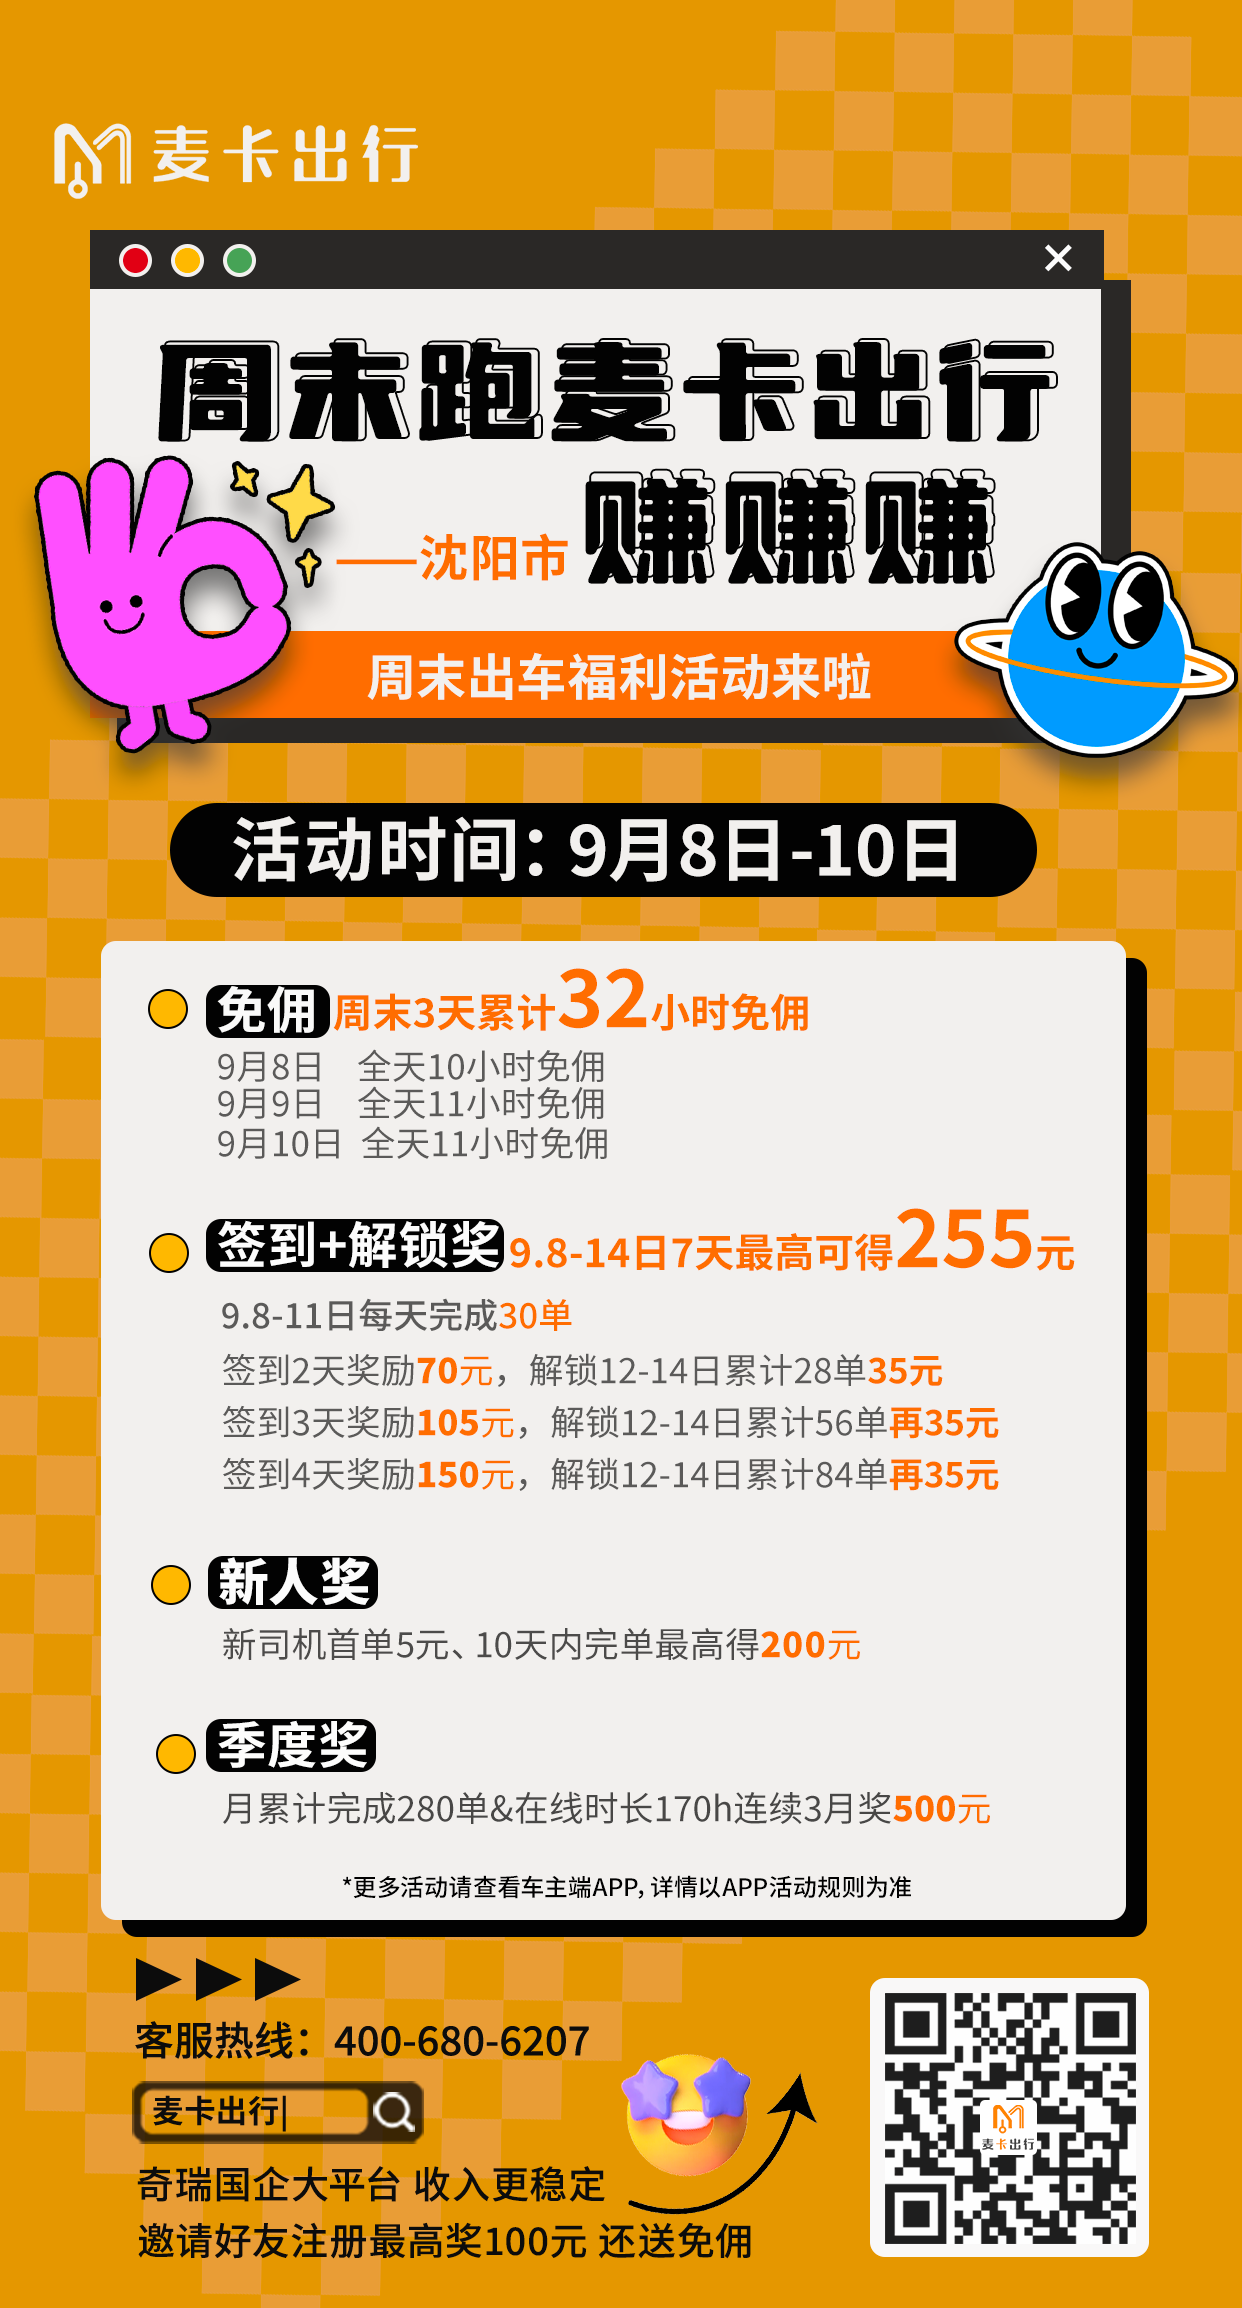 麦卡出行
周末跑麦卡出行
——沈阳市 赚赚赚
周末出车福利活动来啦
活动时间：9月8日-10日
免佣 周末3天累计32小时免佣
9月8日 全天10小时免佣
9月9日 全天11小时免佣
9月10日 全天11小时免佣
签到+解锁奖 9.8-14日7天最高可得255元
9.8-11日每天完成30单
签到2天奖励70元，解锁12-14日累计28单35元
签到3天奖励105元，解锁12-14日累计56单再35元
签到4天奖励150元，解锁12-14日累计84单再35元
新人奖
新司机首单5元、10天内完单最高得200元
季度奖
月累计完成280单&在线时长170h连续3月奖500元
*更多活动请查看车主端APP，详情以APP活动规则为准
客服热线：400-680-6207
麦卡出行|
麦卡出行
奇瑞国企大平台 收入更稳定
邀请好友注册最高奖100元 还送免佣